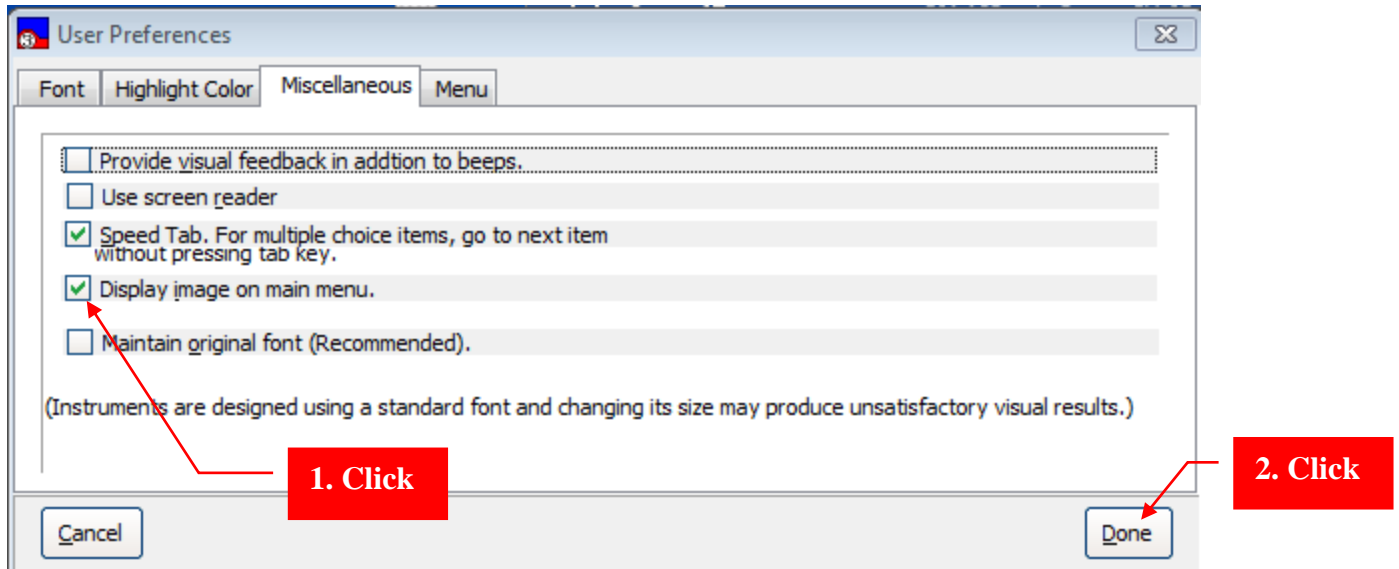 User Preferences
Font Highlight Color Miscellaneous Menu
Provide visual feedback in addtion to beeps.
Use screen reader
Speed Tab. For multiple choice items, go to next item
without pressing tab key.
Display image on main menu.
Maintain original font (Recommended).
(Instruments are designed using a standard font and changing its size may produce unsatisfactory visual results.)
1. Click
2. Click
Cancel Done